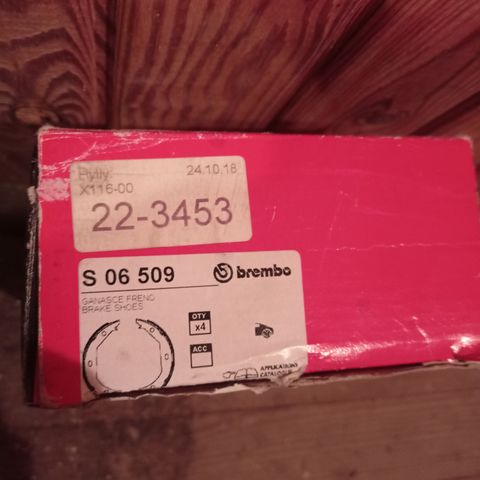 Hylly 24.10.18
X116-00
22-3453
S 06 509 brembo
GANASCE FRENO
BRAKE SHOES
QTY
x4
ACC
APPLICATIONS
CATALOGUE